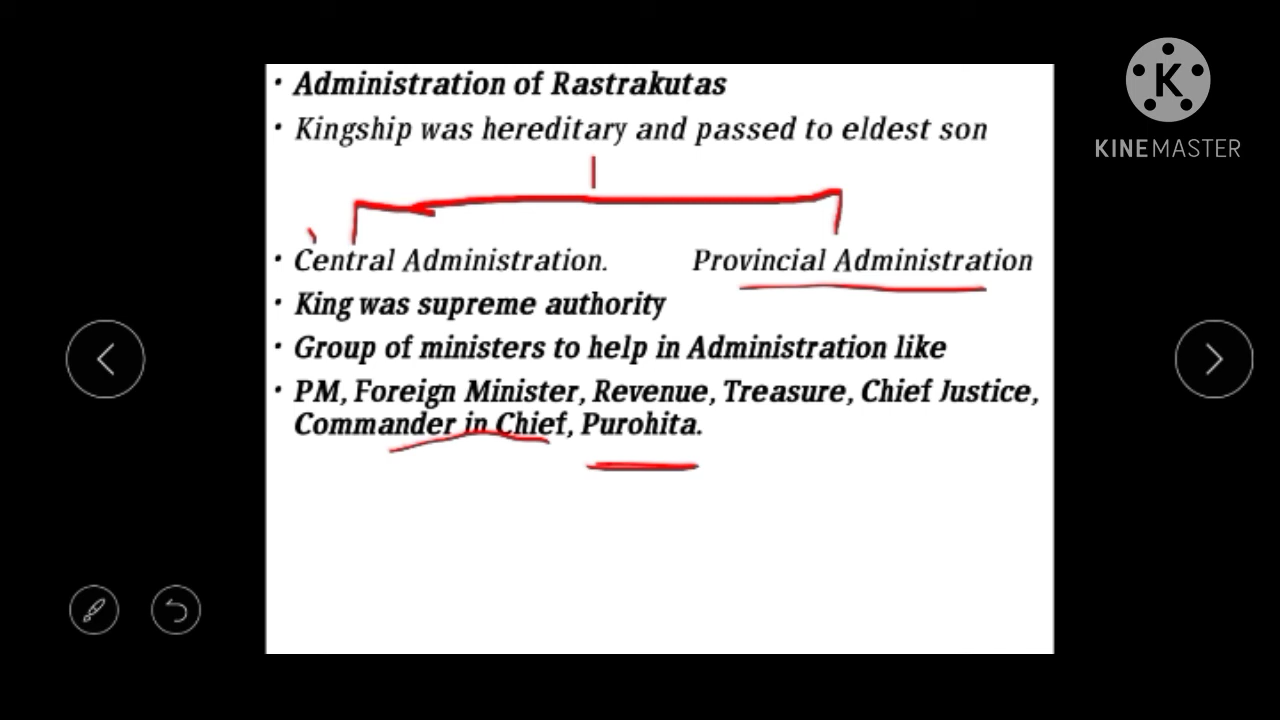 • Administration of Rastrakutas
• Kingship was hereditary and passed to eldest son
• Central Administration. Provincial Administration
• King was supreme authority
• Group of ministers to help in Administration like
• PM, Foreign Minister, Revenue, Treasure, Chief Justice,
Commander in Chief, Purohita.
K
KINEMASTER